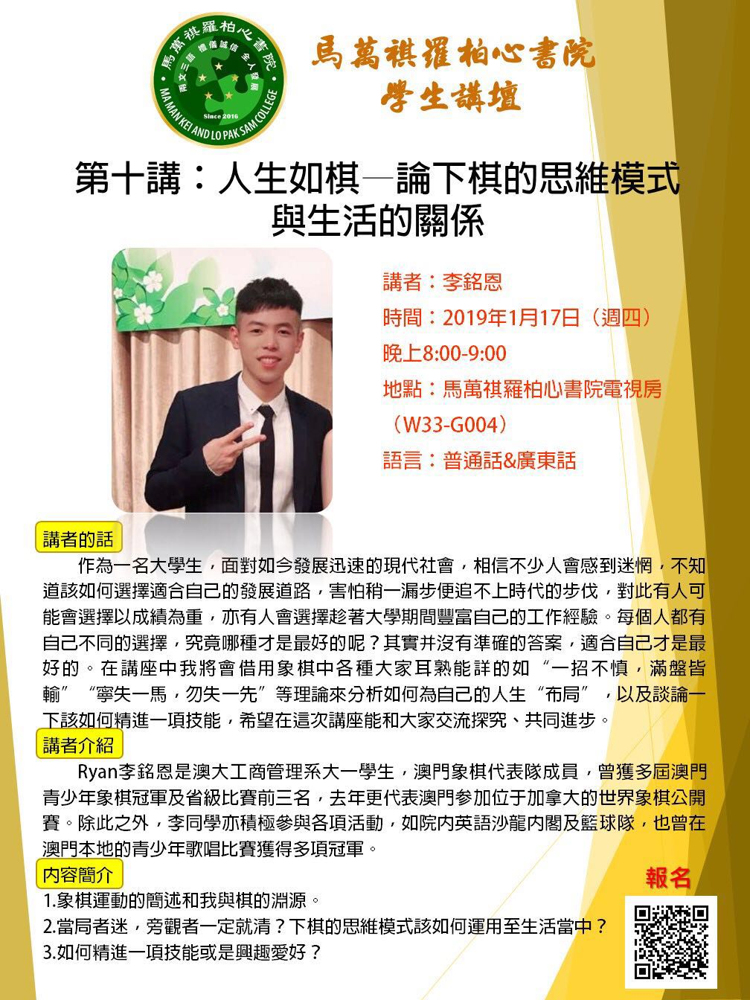 馬萬祺羅柏心書院
兩文三語 禮儀誠信 全人發展
Since 2016
MA MAN KEI AND LO PAK SAM COLLEGE
馬萬祺羅柏心書院
學生講壇
第十講：人生如棋—論下棋的思維模式
與生活的關係
講者：李銘恩
時間：2019年1月17日（週四）
晚上8:00-9:00
地點：馬萬祺羅柏心書院電視房
（W33-G004）
語言：普通話&廣東話
講者的話
作為一名大學生，面對如今發展迅速的現代社會，相信不少人會感到迷惘，不知
道該如何選擇適合自己的發展道路，害怕稍一漏步便追不上時代的步伐，對此有人可
能會選擇以成績為重，亦有人會選擇趁著大學期間豐富自己的工作經驗。每個人都有
自己不同的選擇，究竟哪種才是最好的呢？其實并沒有準確的答案，適合自己才是最
好的。在講座中我將會借用象棋中各種大家耳熟能詳的如“一招不慎，滿盤皆
輸”“寧失一馬，勿失一先”等理論來分析如何為自己的人生“布局”，以及談論一
下該如何精進一項技能，希望在這次講座能和大家交流探究、共同進步。
講者介紹
Ryan李銘恩是澳大工商管理系大一學生，澳門象棋代表隊成員，曾獲多屆澳門
青少年象棋冠軍及省級比賽前三名，去年更代表澳門參加位于加拿大的世界象棋公開
賽。除此之外，李同學亦積極參與各項活動，如院内英語沙龍内閣及籃球隊，也曾在
澳門本地的青少年歌唱比賽獲得多項冠軍。
内容簡介
1.象棋運動的簡述和我與棋的淵源。
2.當局者迷，旁觀者一定就清？下棋的思維模式該如何運用至生活當中？
3.如何精進一項技能或是興趣愛好？
報名